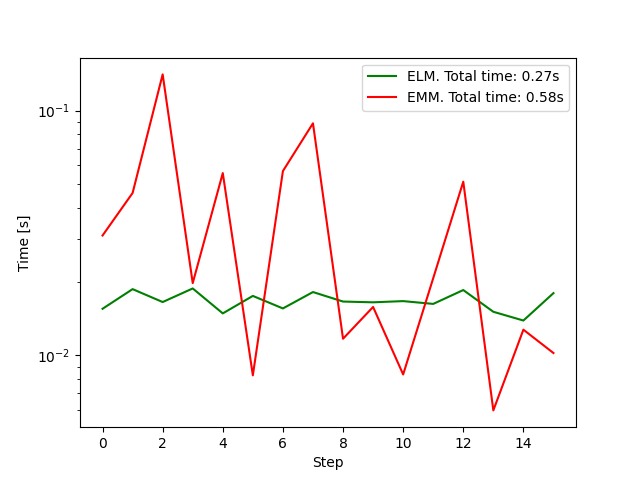 ELM. Total time: 0.27s
EMM. Total time: 0.58s
10⁻¹
10⁻²
Time [s]
0 2 4 6 8 10 12 14
Step